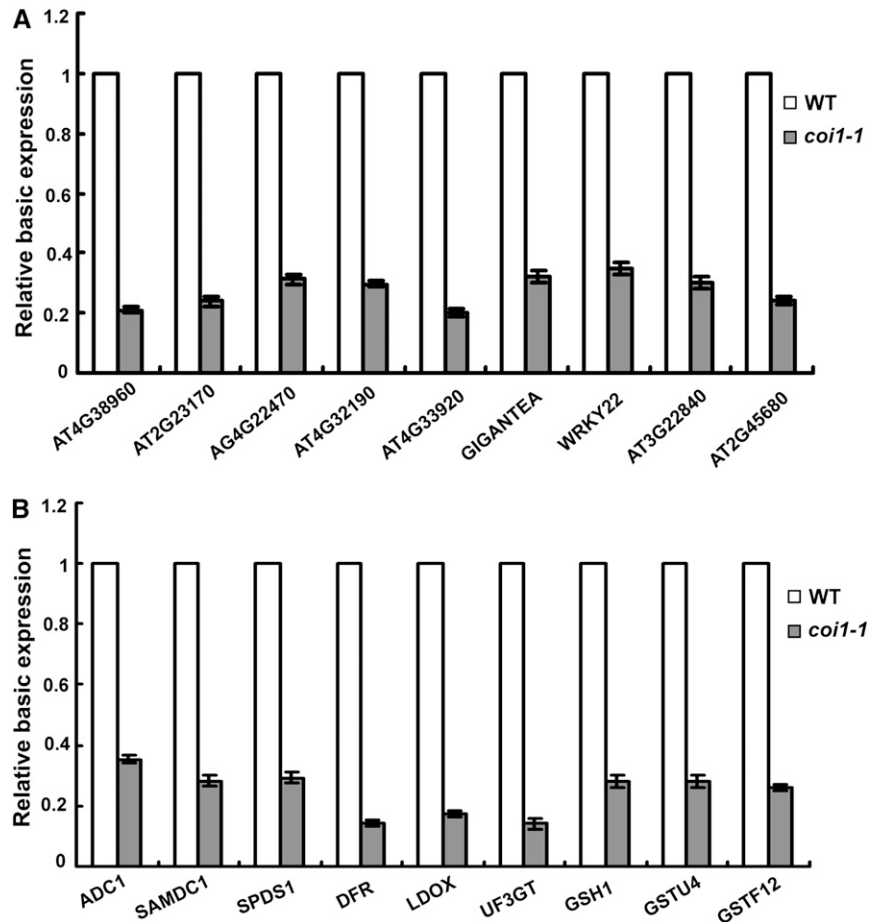 A
Relative basic expression
1.2
1
0.8
0.6
0.4
0.2
0
WT
coi1-1
AT4G38960
AT2G23170
AG4G22470
AT4G32190
AT4G33920
GIGANTEA
WRKY22
AT3G22840
AT2G45680
B
Relative basic expression
1.2
1
0.8
0.6
0.4
0.2
0
WT
coi1-1
ADC1
SAMDC1
SPDS1
DFR
LDOX
UF3GT
GSH1
GSTU4
GSTF12